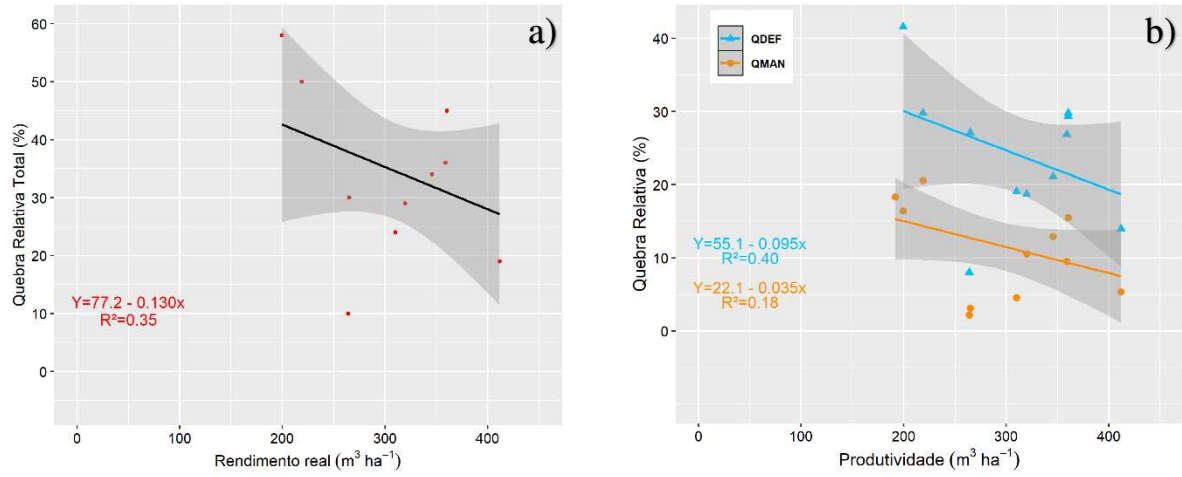 a)
Quebra Relativa Total (%)
60
50
40
30
20
10
0
Y=77.2 - 0.130x
R²=0.35
0
100
200
300
400
Rendimento real (m³ ha⁻¹)
b)
QDEF
QMAN
Quebra Relativa (%)
40
30
20
10
0
Y=55.1 - 0.095x
R²=0.40
Y=22.1 - 0.035x
R²=0.18
0
100
200
300
400
Produtividade (m³ ha⁻¹)